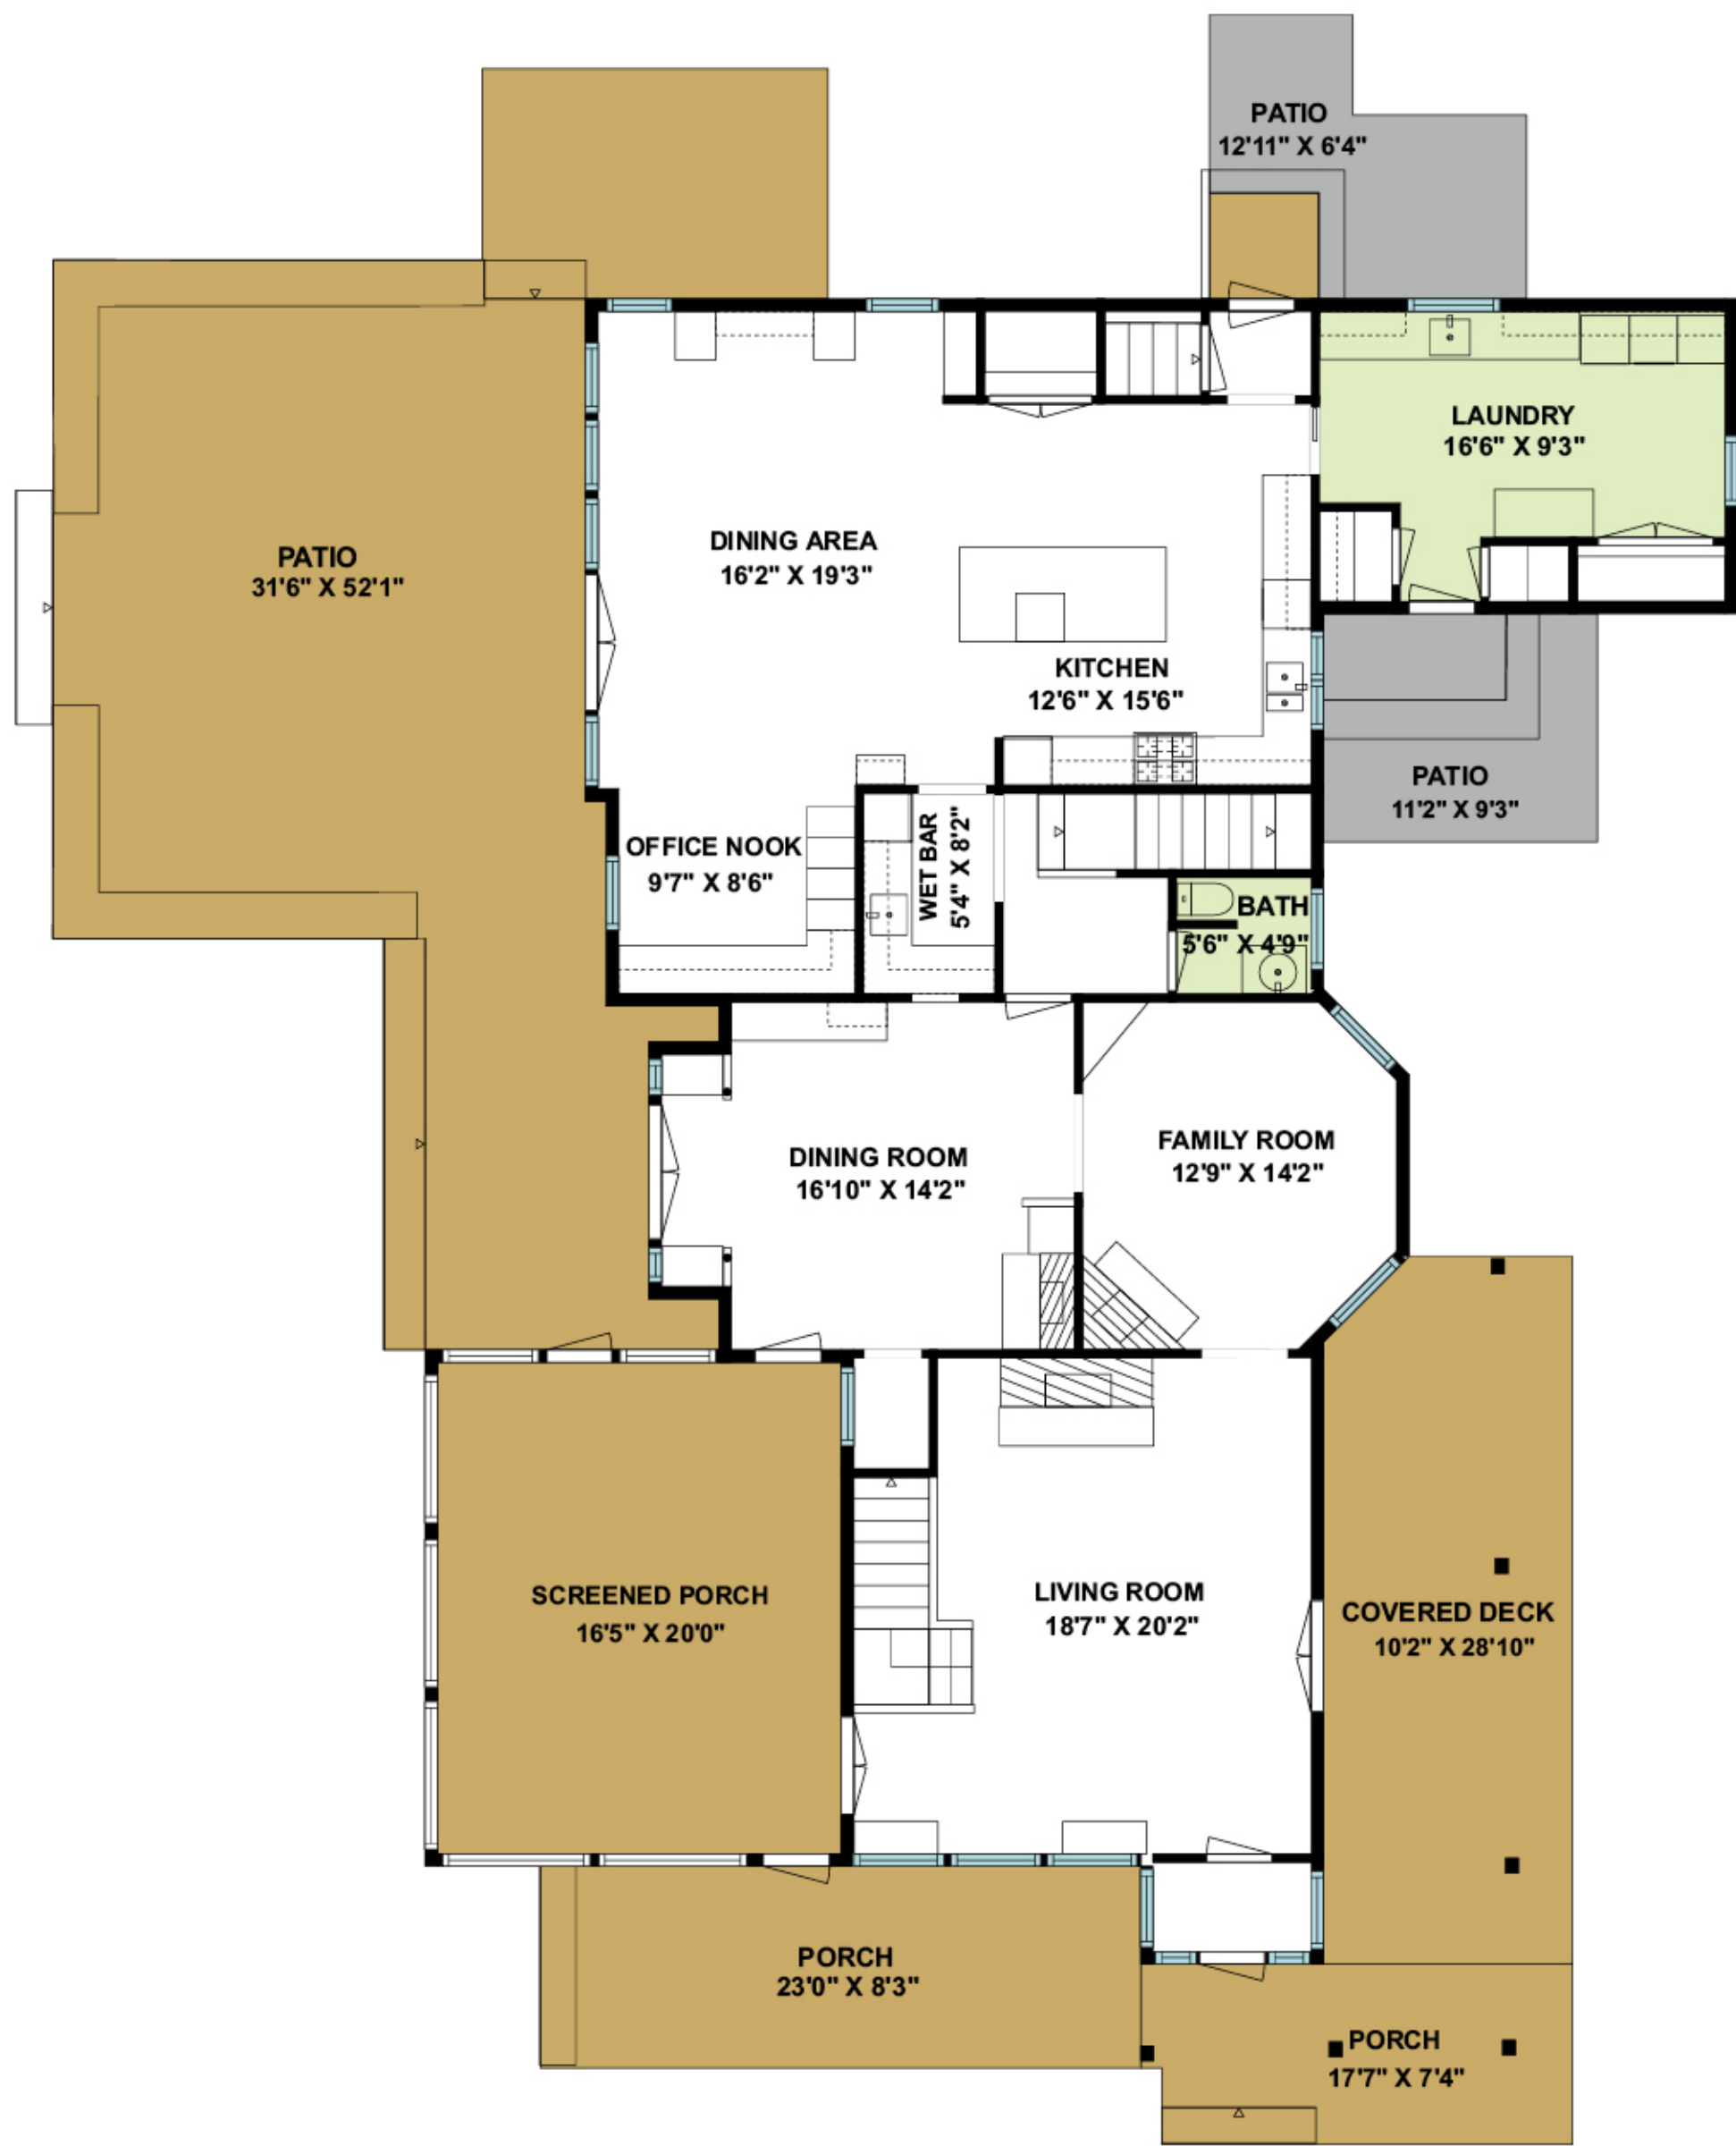 PATIO
12'11" X 6'4"
LAUNDRY
16'6" X 9'3"
PATIO
31'6" X 52'1"
DINING AREA
16'2" X 19'3"
KITCHEN
12'6" X 15'6"
PATIO
11'2" X 9'3"
OFFICE NOOK
9'7" X 8'6"
WET BAR
5'4" X 8'2"
BATH
5'6" X 4'9"
DINING ROOM
16'10" X 14'2"
FAMILY ROOM
12'9" X 14'2"
SCREENED PORCH
16'5" X 20'0"
LIVING ROOM
18'7" X 20'2"
COVERED DECK
10'2" X 28'10"
PORCH
23'0" X 8'3"
PORCH
17'7" X 7'4"